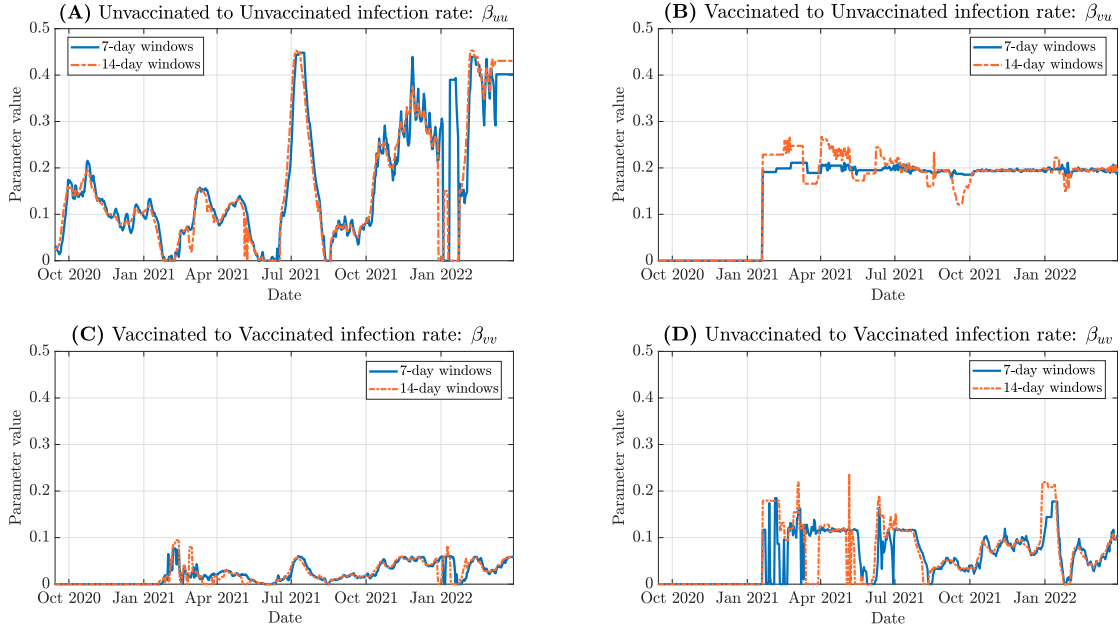 (A) Unvaccinated to Unvaccinated infection rate: βuu
0.5
0.4
0.3
0.2
0.1
0
Parameter value
7-day windows
14-day windows
Oct 2020 Jan 2021 Apr 2021 Jul 2021 Oct 2021 Jan 2022
Date
(B) Vaccinated to Unvaccinated infection rate: βvu
0.5
0.4
0.3
0.2
0.1
0
Parameter value
7-day windows
14-day windows
Oct 2020 Jan 2021 Apr 2021 Jul 2021 Oct 2021 Jan 2022
Date
(C) Vaccinated to Vaccinated infection rate: βvv
0.5
0.4
0.3
0.2
0.1
0
Parameter value
7-day windows
14-day windows
Oct 2020 Jan 2021 Apr 2021 Jul 2021 Oct 2021 Jan 2022
Date
(D) Unvaccinated to Vaccinated infection rate: βuv
0.5
0.4
0.3
0.2
0.1
0
Parameter value
7-day windows
14-day windows
Oct 2020 Jan 2021 Apr 2021 Jul 2021 Oct 2021 Jan 2022
Date